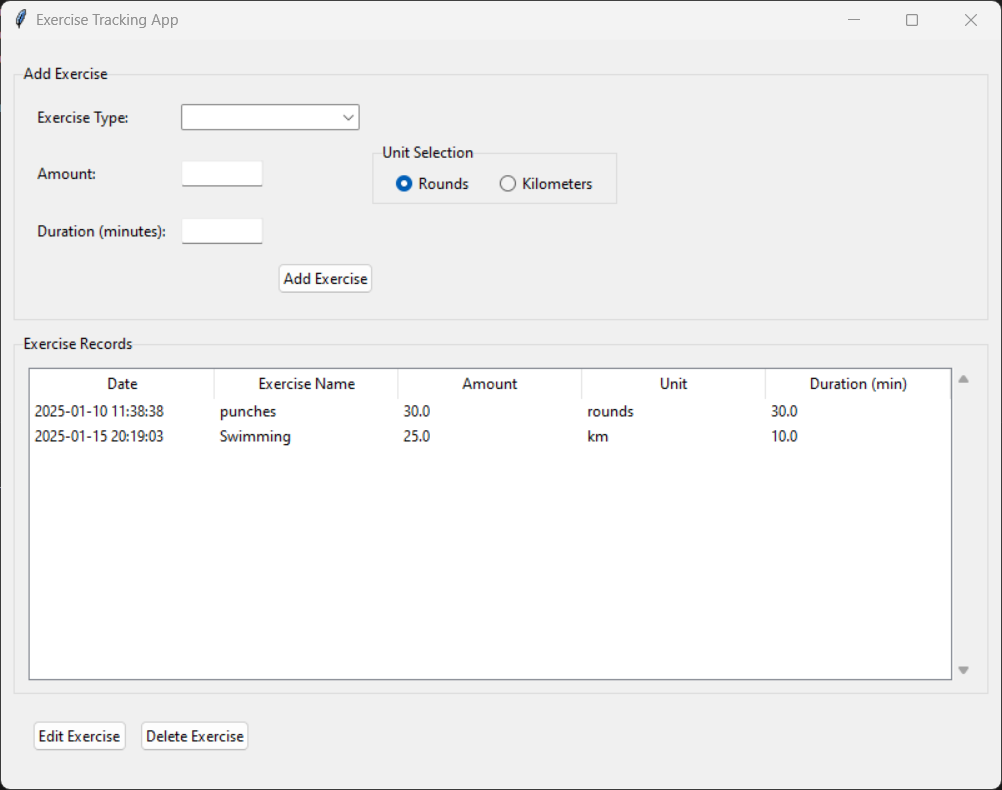 Exercise Tracking App
Add Exercise
Exercise Type:
Unit Selection
Amount:
Rounds Kilometers
Duration (minutes):
Add Exercise
Exercise Records
Date Exercise Name Amount Unit Duration (min)
2025-01-10 11:38:38 punches 30.0 rounds 30.0
2025-01-15 20:19:03 Swimming 25.0 km 10.0
Edit Exercise Delete Exercise